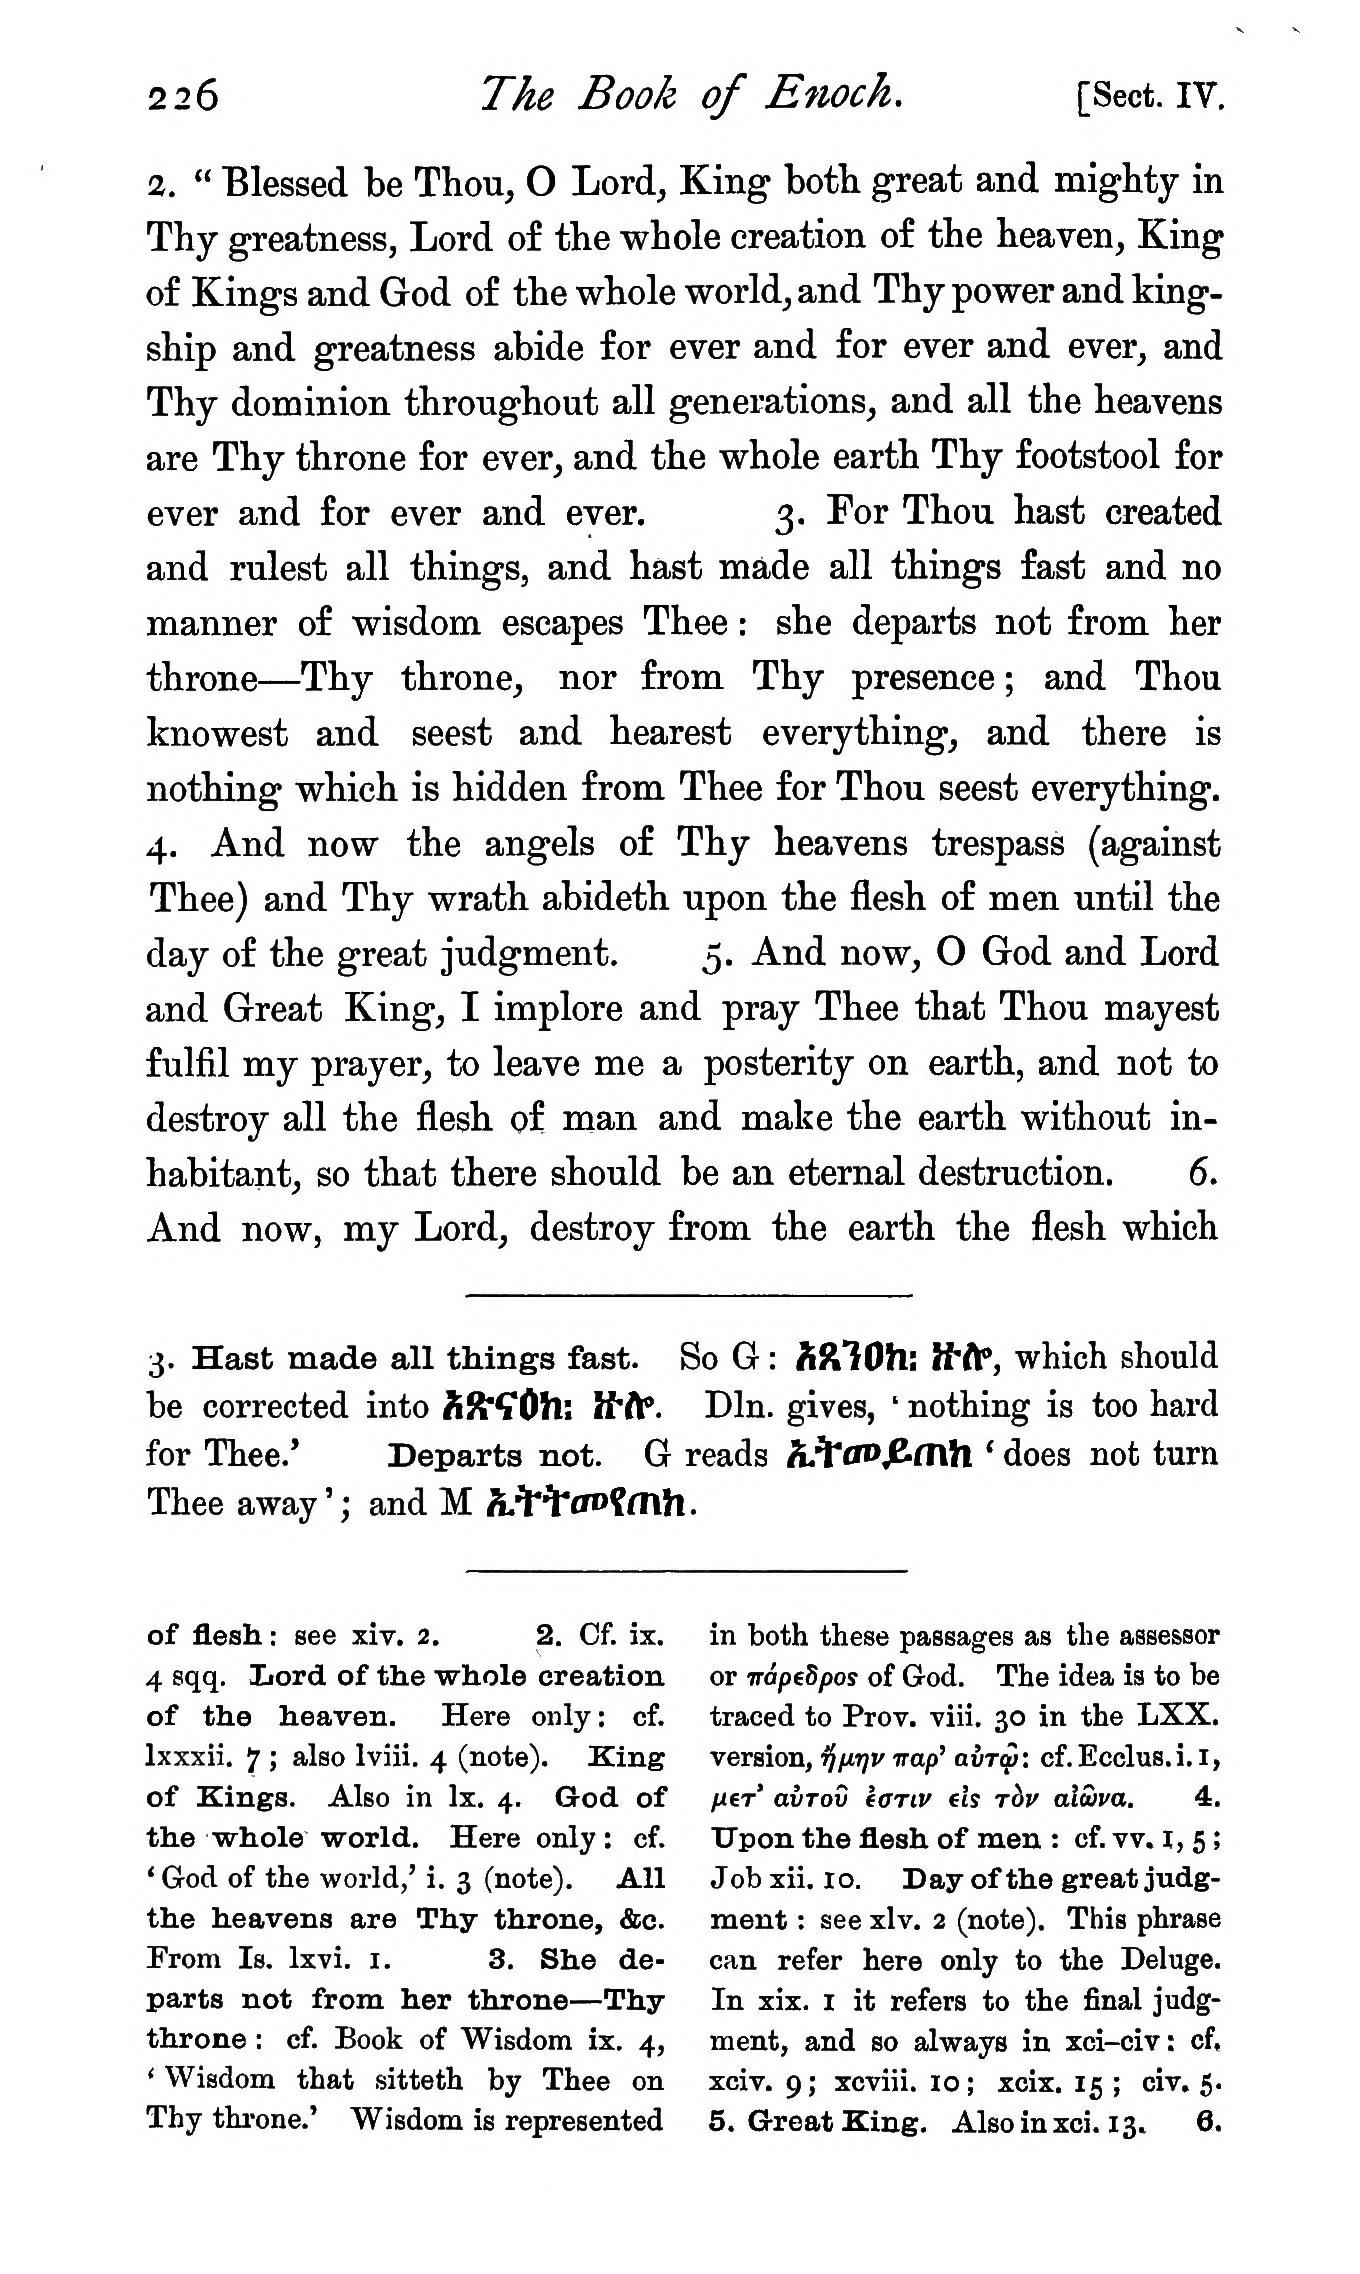 226 The Book of Enoch. [Sect. IV.
2. “Blessed be Thou, O Lord, King both great and mighty in
Thy greatness, Lord of the whole creation of the heaven, King
of Kings and God of the whole world, and Thy power and king-
ship and greatness abide for ever and for ever and ever, and
Thy dominion throughout all generations, and all the heavens
are Thy throne for ever, and the whole earth Thy footstool for
ever and for ever and ever. 3. For Thou hast created
and rulest all things, and hast made all things fast and no
manner of wisdom escapes Thee: she departs not from her
throne—Thy throne, nor from Thy presence; and Thou
knowest and seest and hearest everything, and there is
nothing which is hidden from Thee for Thou seest everything.
4. And now the angels of Thy heavens trespass (against
Thee) and Thy wrath abideth upon the flesh of men until the
day of the great judgment. 5. And now, O God and Lord
and Great King, I implore and pray Thee that Thou mayest
fulfil my prayer, to leave me a posterity on earth, and not to
destroy all the flesh of man and make the earth without in-
habitant, so that there should be an eternal destruction. 6.
And now, my Lord, destroy from the earth the flesh which
3. Hast made all things fast. So G: አጸንዐከ፡ ኵሎ, which should
be corrected into አጽናዕከ፡ ኵሎ. Dln. gives, ‘nothing is too hard
for Thee.’ Departs not. G reads ኢትመይጠከ ‘does not turn
Thee away’; and M ኢትትመየጠከ.
of flesh: see xiv. 2. 2. Cf. ix.
4 sqq. Lord of the whole creation
of the heaven. Here only: cf.
lxxxii. 7; also lviii. 4 (note). King
of Kings. Also in lx. 4. God of
the whole world. Here only: cf.
‘God of the world,’ i. 3 (note). All
the heavens are Thy throne, &c.
From Is. lxvi. 1. 3. She de-
parts not from her throne—Thy
throne: cf. Book of Wisdom ix. 4,
‘Wisdom that sitteth by Thee on
Thy throne.’ Wisdom is represented
in both these passages as the assessor
or πάρεδρος of God. The idea is to be
traced to Prov. viii. 30 in the LXX.
version, ἤμην παρ’ αὐτῷ: cf. Ecclus. i. 1,
μετ’ αὐτοῦ ἐστιν εἰς τὸν αἰῶνα. 4.
Upon the flesh of men: cf. vv. 1, 5;
Job xii. 10. Day of the great judg-
ment: see xlv. 2 (note). This phrase
can refer here only to the Deluge.
In xix. 1 it refers to the final judg-
ment, and so always in xci–civ: cf.
xciv. 9; xcviii. 10; xcix. 15; civ. 5.
5. Great King. Also in xci. 13. 6.